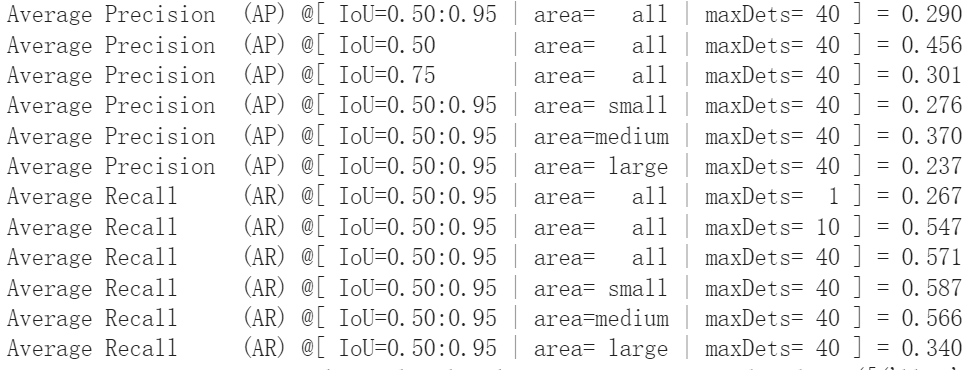 Average Precision  (AP) @[ IoU=0.50:0.95 | area=   all | maxDets= 40 ] = 0.290
Average Precision  (AP) @[ IoU=0.50      | area=   all | maxDets= 40 ] = 0.456
Average Precision  (AP) @[ IoU=0.75      | area=   all | maxDets= 40 ] = 0.301
Average Precision  (AP) @[ IoU=0.50:0.95 | area= small | maxDets= 40 ] = 0.276
Average Precision  (AP) @[ IoU=0.50:0.95 | area=medium | maxDets= 40 ] = 0.370
Average Precision  (AP) @[ IoU=0.50:0.95 | area= large | maxDets= 40 ] = 0.237
Average Recall     (AR) @[ IoU=0.50:0.95 | area=   all | maxDets=  1 ] = 0.267
Average Recall     (AR) @[ IoU=0.50:0.95 | area=   all | maxDets= 10 ] = 0.547
Average Recall     (AR) @[ IoU=0.50:0.95 | area=   all | maxDets= 40 ] = 0.571
Average Recall     (AR) @[ IoU=0.50:0.95 | area= small | maxDets= 40 ] = 0.587
Average Recall     (AR) @[ IoU=0.50:0.95 | area=medium | maxDets= 40 ] = 0.566
Average Recall     (AR) @[ IoU=0.50:0.95 | area= large | maxDets= 40 ] = 0.340